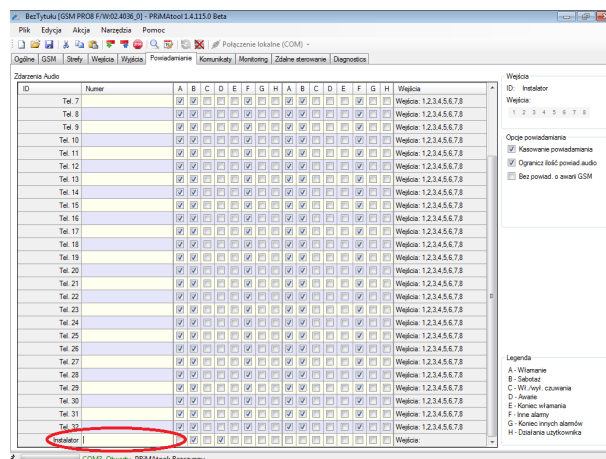 BezTytułu [GSM PRO8 F/W:02.4036_0] - PRiMAtool 1.4.115.0 Beta
Plik Edycja Akcja Narzędzia Pomoc
Połączenie lokalne (COM)
Ogólne GSM Strefy Wejścia Wyjścia Powiadamianie Komunikaty Monitoring Zdalne sterowanie Diagnostics
Zdarzenia Audio
ID Numer A B C D E F G H A B C D E F G H Wejścia
Tel. 7 Wejścia: 1,2,3,4,5,6,7,8
Tel. 8 Wejścia: 1,2,3,4,5,6,7,8
Tel. 9 Wejścia: 1,2,3,4,5,6,7,8
Tel. 10 Wejścia: 1,2,3,4,5,6,7,8
Tel. 11 Wejścia: 1,2,3,4,5,6,7,8
Tel. 12 Wejścia: 1,2,3,4,5,6,7,8
Tel. 13 Wejścia: 1,2,3,4,5,6,7,8
Tel. 14 Wejścia: 1,2,3,4,5,6,7,8
Tel. 15 Wejścia: 1,2,3,4,5,6,7,8
Tel. 16 Wejścia: 1,2,3,4,5,6,7,8
Tel. 17 Wejścia: 1,2,3,4,5,6,7,8
Tel. 18 Wejścia: 1,2,3,4,5,6,7,8
Tel. 19 Wejścia: 1,2,3,4,5,6,7,8
Tel. 20 Wejścia: 1,2,3,4,5,6,7,8
Tel. 21 Wejścia: 1,2,3,4,5,6,7,8
Tel. 22 Wejścia: 1,2,3,4,5,6,7,8
Tel. 23 Wejścia: 1,2,3,4,5,6,7,8
Tel. 24 Wejścia: 1,2,3,4,5,6,7,8
Tel. 25 Wejścia: 1,2,3,4,5,6,7,8
Tel. 26 Wejścia: 1,2,3,4,5,6,7,8
Tel. 27 Wejścia: 1,2,3,4,5,6,7,8
Tel. 28 Wejścia: 1,2,3,4,5,6,7,8
Tel. 29 Wejścia: 1,2,3,4,5,6,7,8
Tel. 30 Wejścia: 1,2,3,4,5,6,7,8
Tel. 31 Wejścia: 1,2,3,4,5,6,7,8
Tel. 32 Wejścia: 1,2,3,4,5,6,7,8
Instalator Wejścia:
Wejścia
ID: Instalator
Wejścia:
1 2 3 4 5 6 7 8
Opcje powiadamiania
Kasowanie powiadamiania
Ogranicz ilość powiad.audio
Bez powiad. o awarii GSM
Legenda
A - Włamanie
B - Sabotaż
C - Wł./wył. czuwania
D - Awarie
E - Koniec włamania
F - Inne alarmy
G - Koniec innych alarmów
H - Działania użytkownika